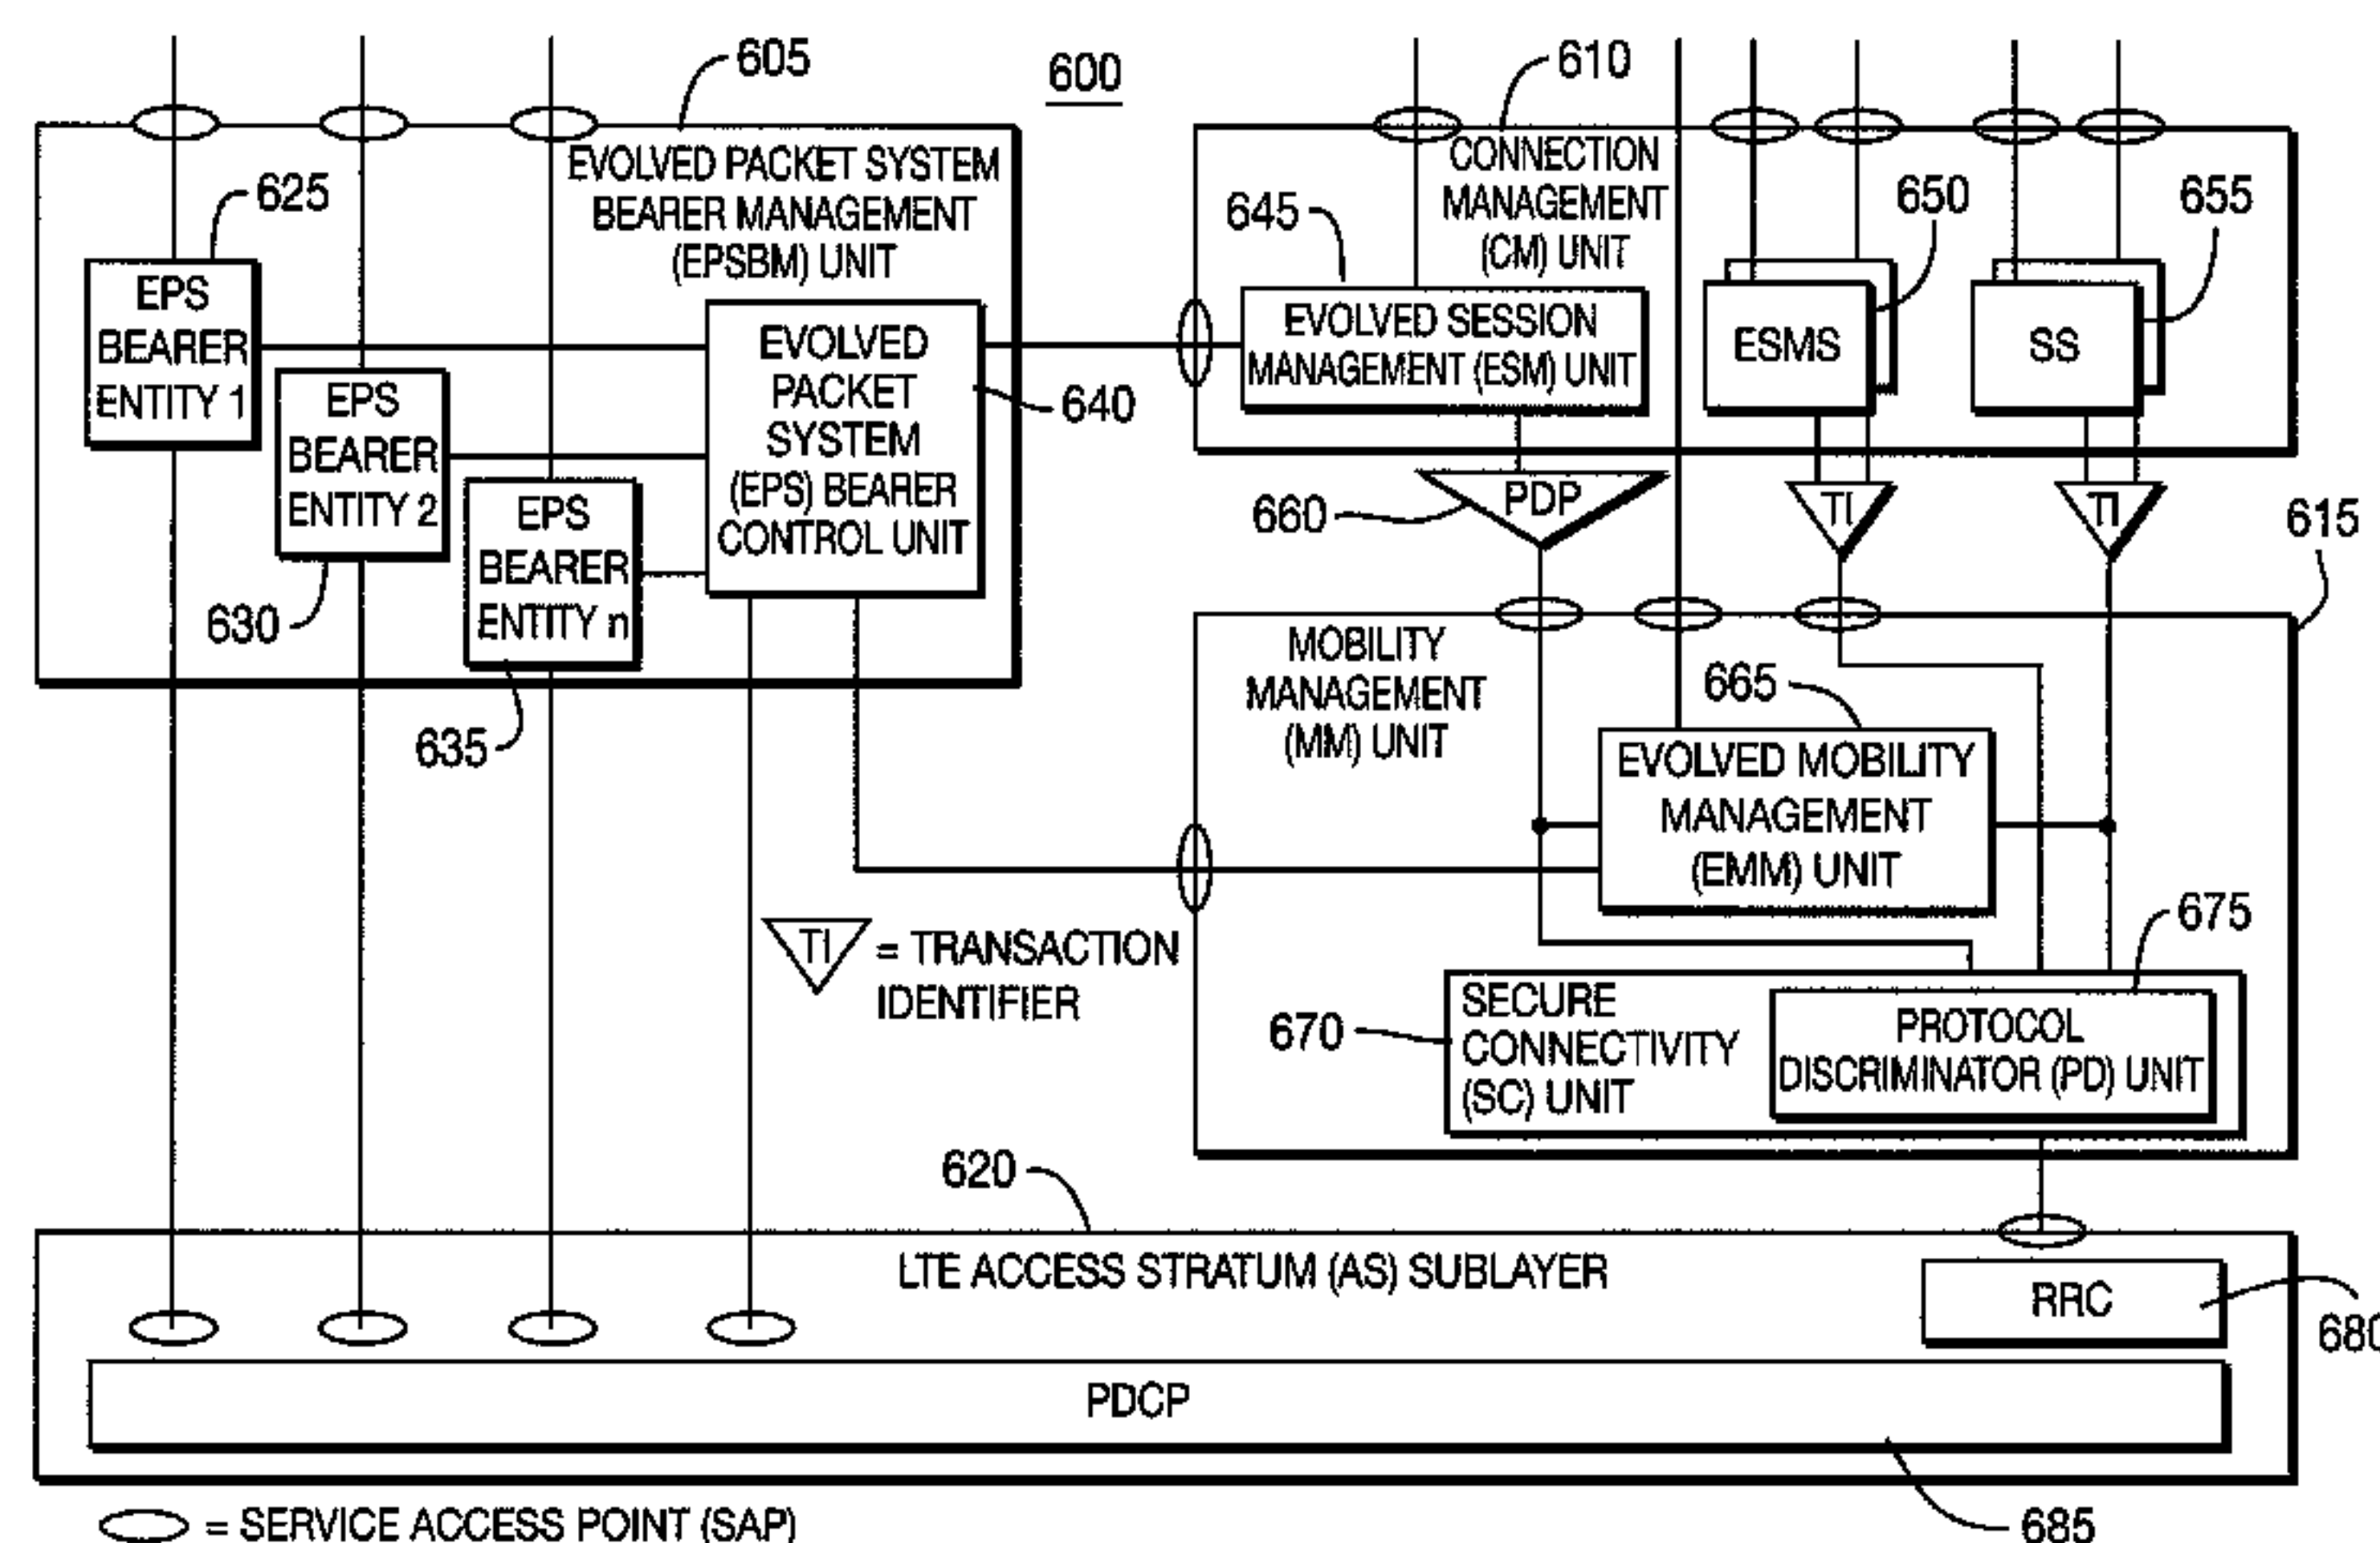 605
600
610
EVOLVED PACKET SYSTEM
BEARER MANAGEMENT
(EPSBM) UNIT
CONNECTION
MANAGEMENT
(CM) UNIT
625
645
650
655
EPS
BEARER
ENTITY 1
EPS
BEARER
ENTITY 2
EPS
BEARER
ENTITY n
EVOLVED
PACKET
SYSTEM
(EPS) BEARER
CONTROL UNIT
640
EVOLVED SESSION
MANAGEMENT (ESM) UNIT
ESMS
SS
660
PDP
TI
TI
615
630
635
MOBILITY
MANAGEMENT
(MM) UNIT
665
EVOLVED MOBILITY
MANAGEMENT
(EMM) UNIT
TI
= TRANSACTION
IDENTIFIER
675
670
SECURE
CONNECTIVITY
(SC) UNIT
PROTOCOL
DISCRIMINATOR (PD) UNIT
620
LTE ACCESS STRATUM (AS) SUBLAYER
RRC
680
PDCP
= SERVICE ACCESS POINT (SAP)
685